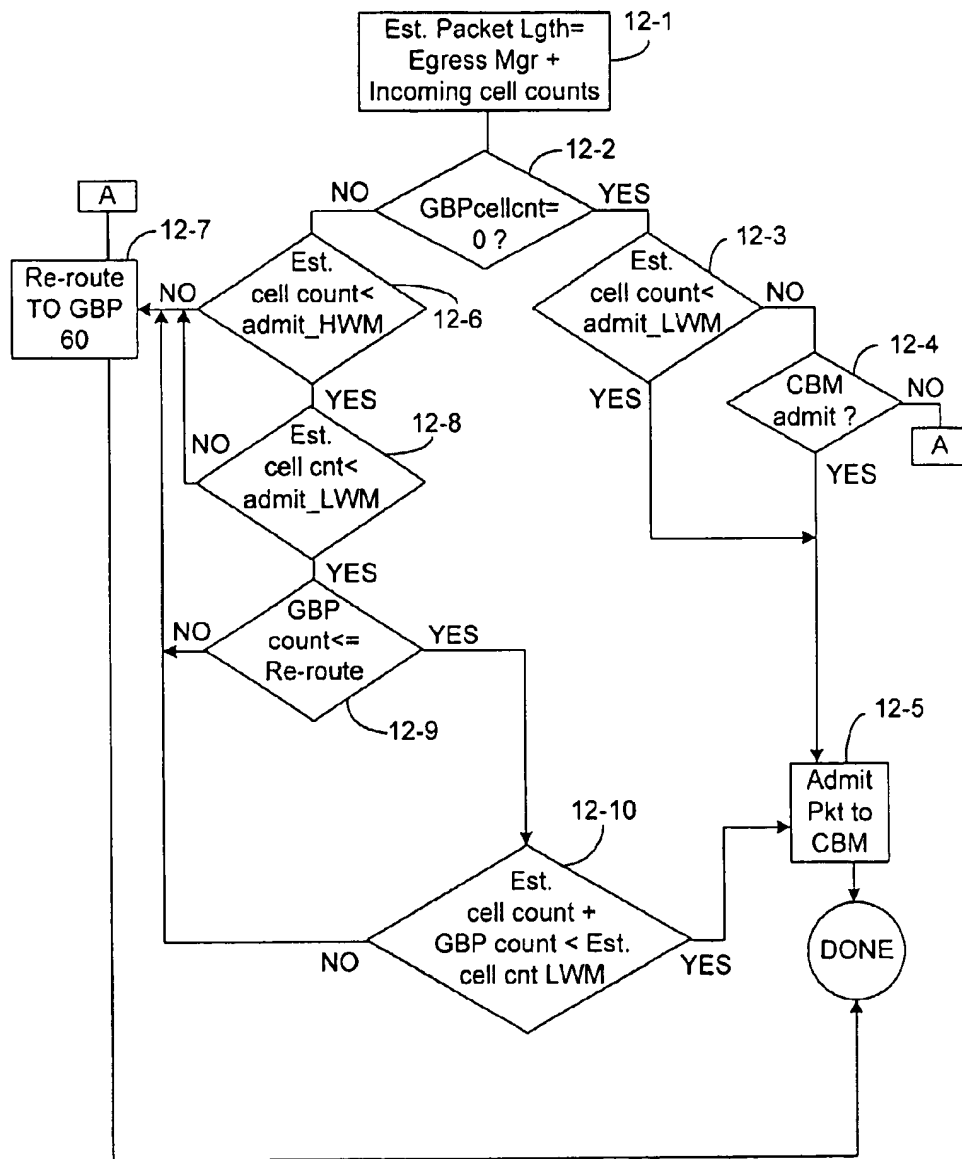 Est. Packet Lgth=
Egress Mgr +
Incoming cell counts
12-1
12-2
NO
GBPcellcnt=
0 ?
YES
A
12-7
Re-route
TO GBP
60
NO
Est.
cell count<
admit_HWM
12-6
YES
12-3
Est.
cell count<
admit_LWM
NO
YES
12-4
CBM
admit ?
NO
A
YES
12-8
NO
Est.
cell cnt<
admit_LWM
YES
NO
GBP
count<=
Re-route
YES
12-9
12-5
Admit
Pkt to
CBM
12-10
Est.
cell count +
GBP count < Est.
cell cnt LWM
NO
YES
DONE